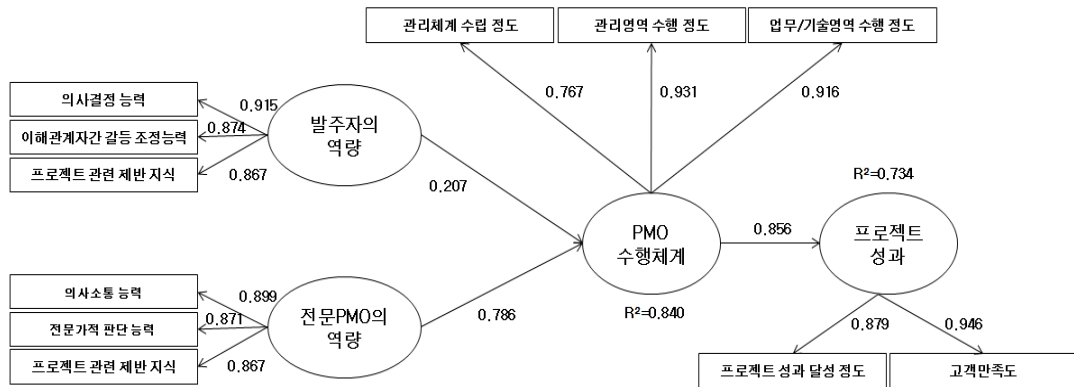 관리체계 수립 정도
관리영역 수행 정도
업무/기술영역 수행 정도
0.767
0.931
0.916
의사결정 능력
이해관계자간 갈등 조정능력
프로젝트 관련 제반 지식
0.915
0.874
0.867
발주자의
역량
0.207
R²=0.734
PMO
수행체계
0.856
프로젝트
성과
R²=0.840
의사소통 능력
전문가적 판단 능력
프로젝트 관련 제반 지식
0.899
0.871
0.867
전문PMO의
역량
0.786
0.879
0.946
프로젝트 성과 달성 정도
고객만족도